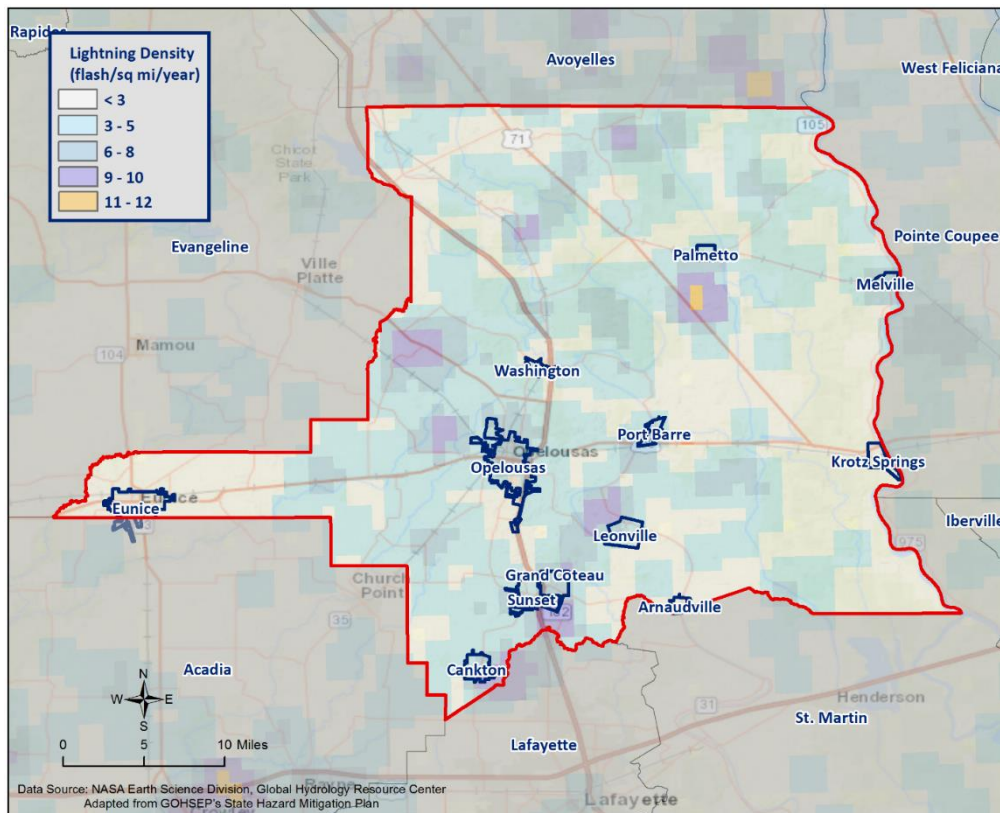 Rapides
Lightning Density
(flash/sq mi/year)
< 3
3 - 5
6 - 8
9 - 10
11 - 12
Avoyelles
West Feliciana
105
71
Chicot
State
Park
Evangeline
Ville
Platte
Pointe Coupee
Palmetto
Melville
104
Mamou
Washington
Port Barre
Opelousas
Opelousas
Krotz Springs
Eunice
Eunice
13
Iberville
Leonville
975
Grand Coteau
Sunset
182
Arnaudville
Church
Point
35
Cankton
Acadia
N
W E
S
Henderson
31
St. Martin
0 5 10 Miles
Lafayette
Rayne
Data Source: NASA Earth Science Division, Global Hydrology Resource Center
Adapted from GOHSEP's State Hazard Mitigation Plan
Crowley
Lafayette